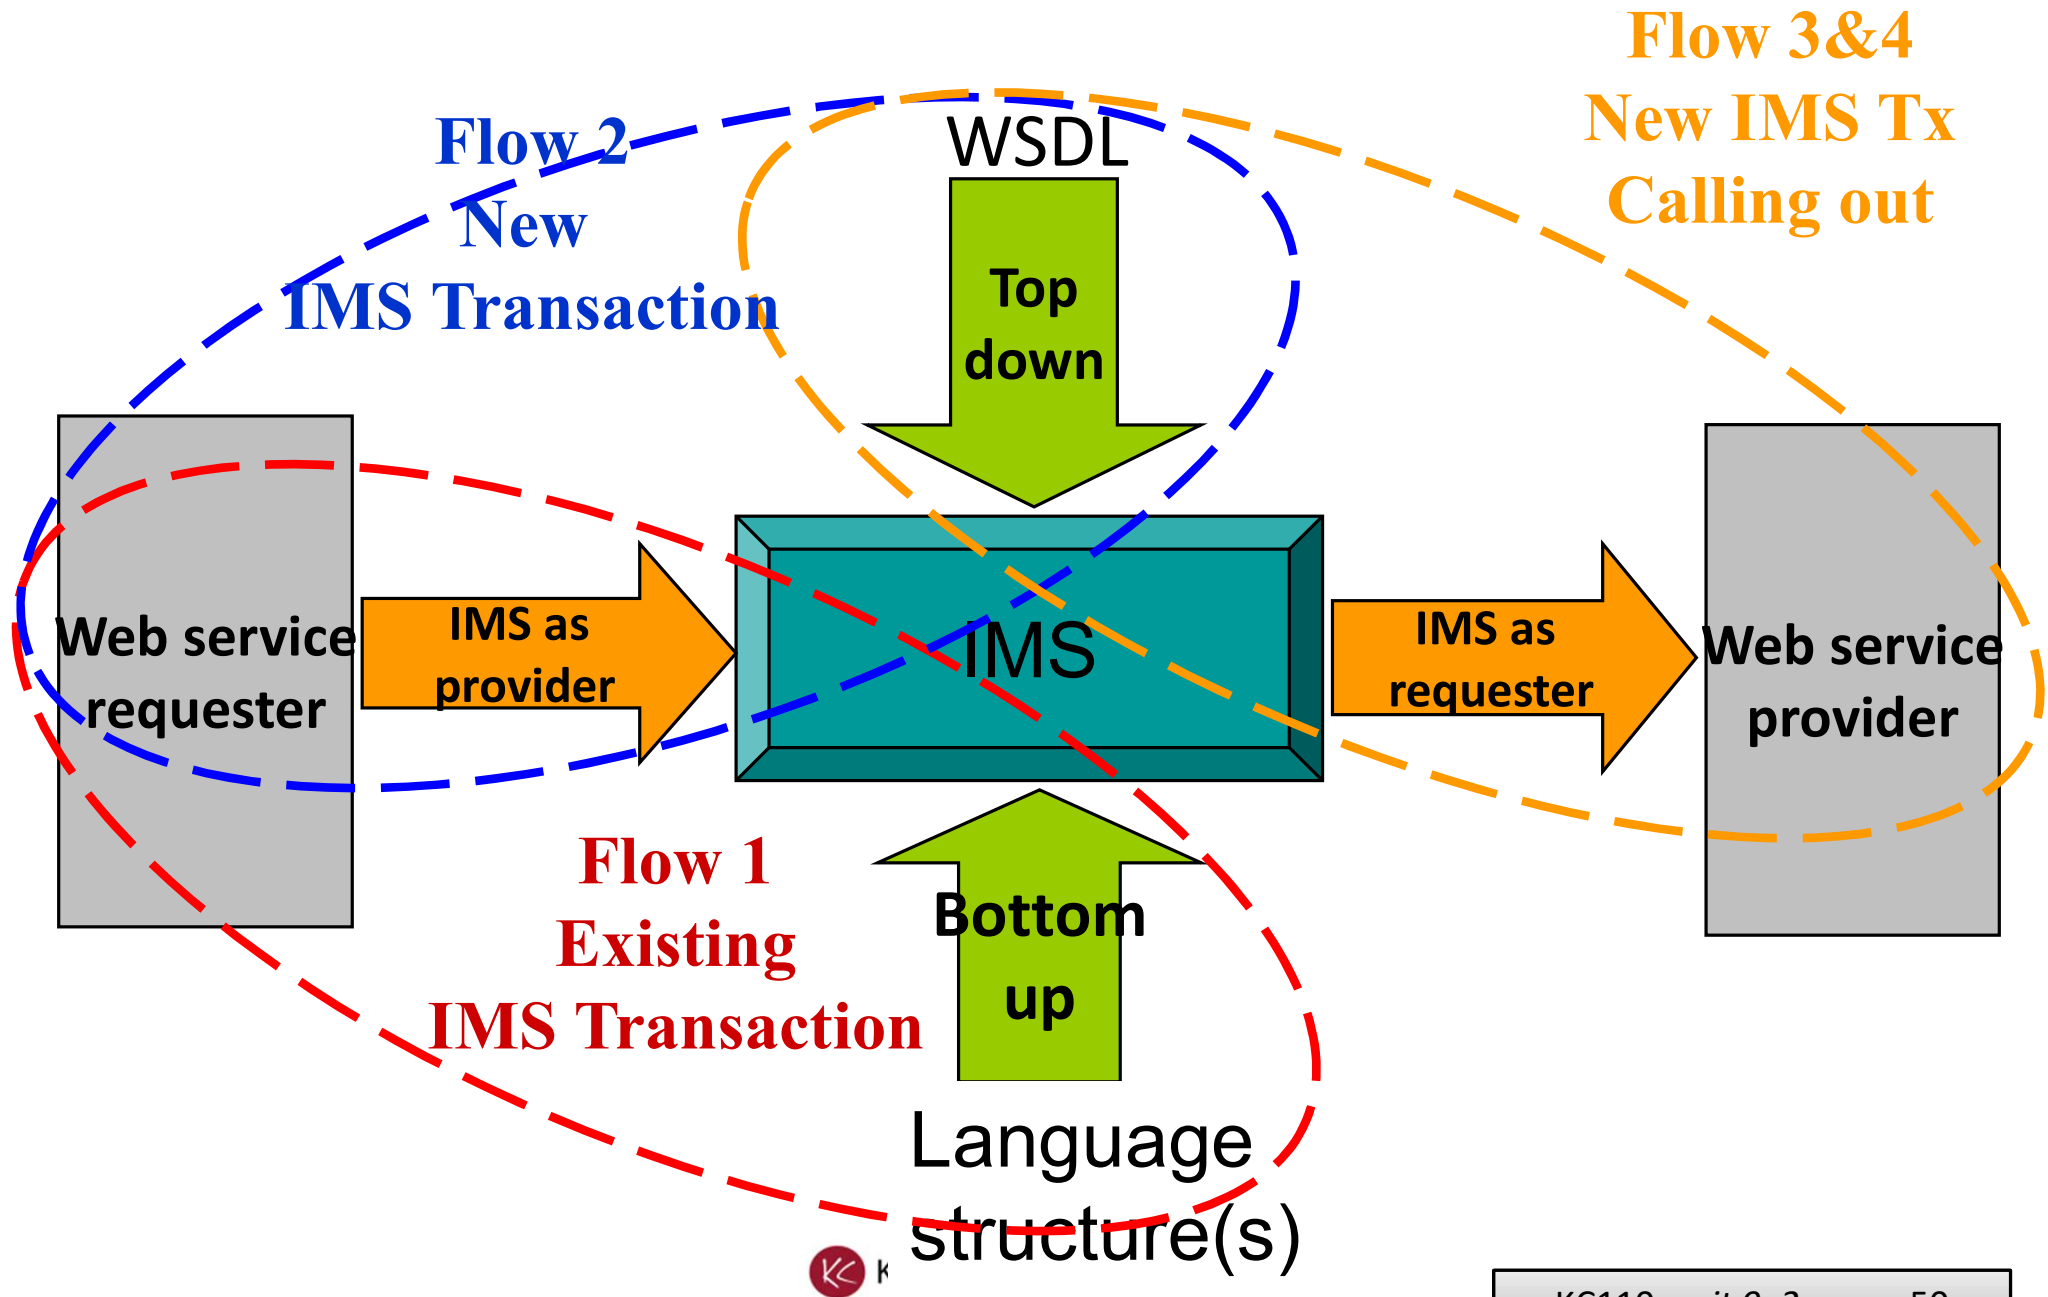 Flow 3&4
New IMS Tx
Calling out
Flow 2
New
IMS Transaction
WSDL
Top
down
Web service
requester
IMS as
provider
IMS
IMS as
requester
Web service
provider
Flow 1
Existing
IMS Transaction
Bottom
up
Language
structure(s)
KC